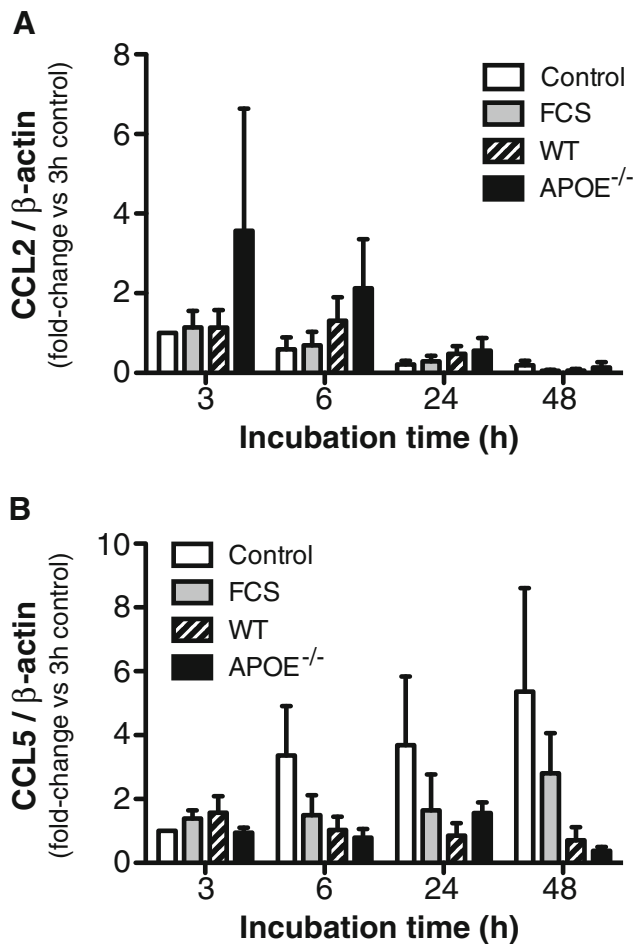 A
CCL2 / β-actin
(fold-change vs 3h control)
8
6
4
2
0
Control
FCS
WT
APOE-/-
3 6 24 48
Incubation time (h)
B
CCL5 / β-actin
(fold-change vs 3h control)
10
8
6
4
2
0
Control
FCS
WT
APOE-/-
3 6 24 48
Incubation time (h)